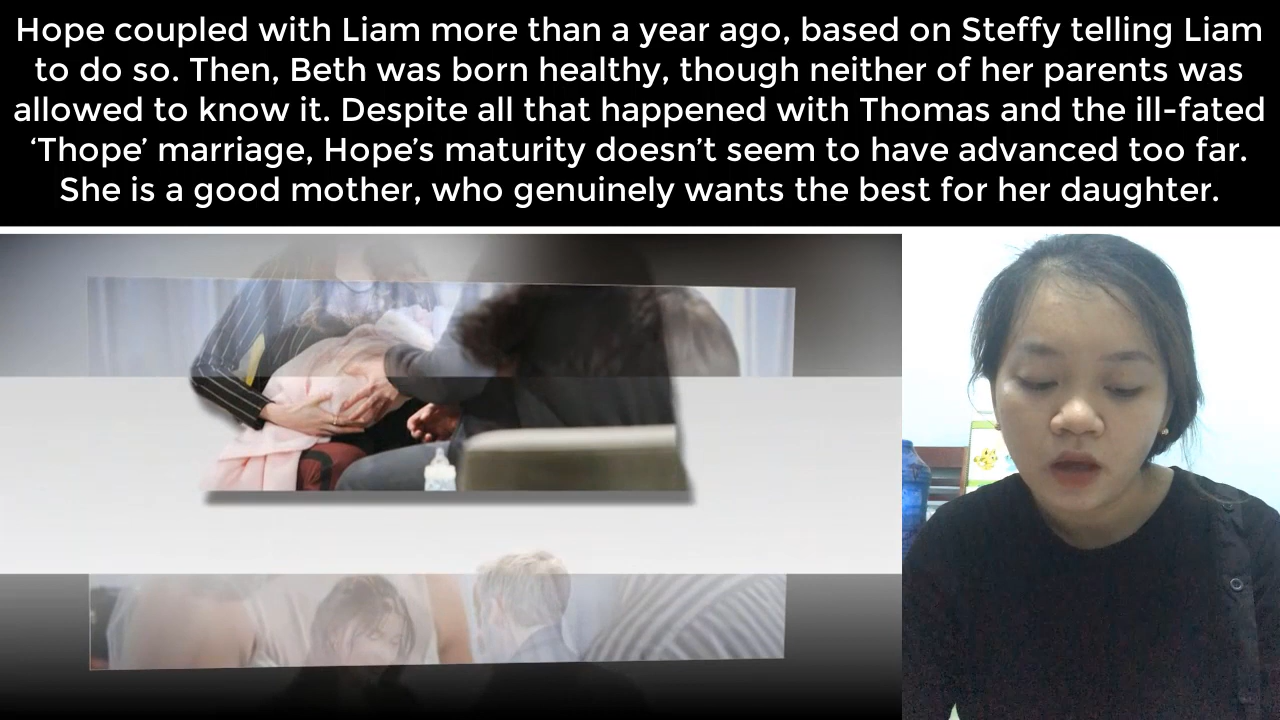 Hope coupled with Liam more than a year ago, based on Steffy telling Liam
to do so. Then, Beth was born healthy, though neither of her parents was
allowed to know it. Despite all that happened with Thomas and the ill-fated
‘Thope’ marriage, Hope’s maturity doesn’t seem to have advanced too far.
She is a good mother, who genuinely wants the best for her daughter.